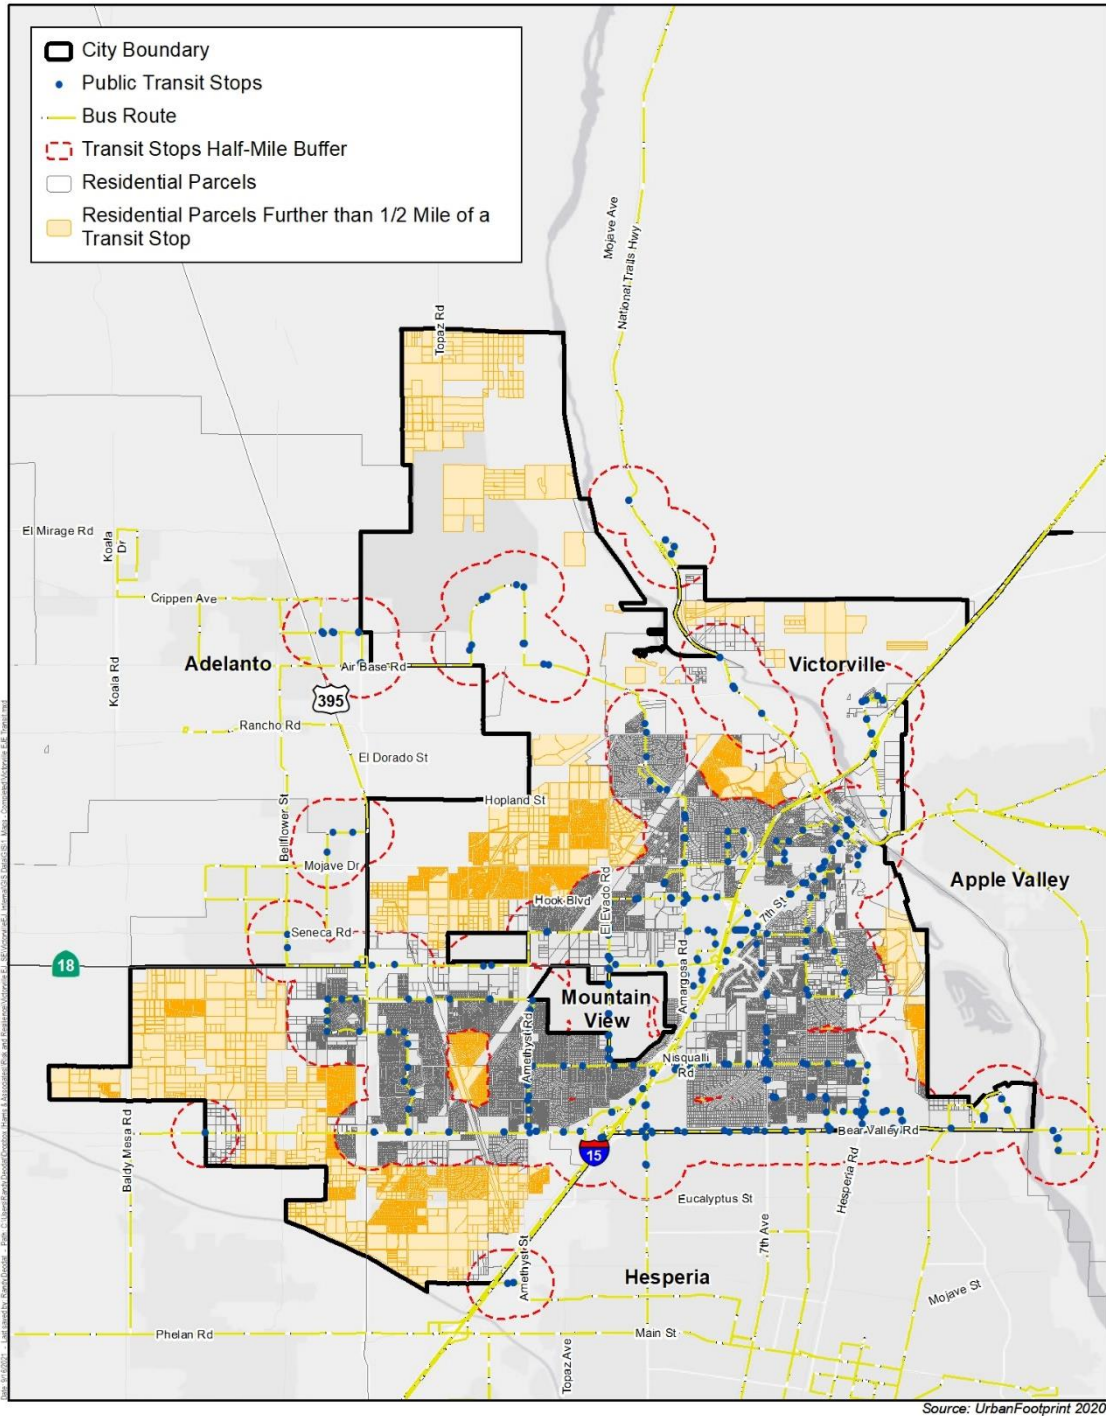 City Boundary
Public Transit Stops
Bus Route
Transit Stops Half-Mile Buffer
Residential Parcels
Residential Parcels Further than 1/2 Mile of a
Transit Stop
Mojave Ave
National Trails Hwy
Topaz Rd
El Mirage Rd
Koala
Dr
Crippen Ave
Adelanto
Air Base Rd
Victorville
Koala Rd
395
Rancho Rd
El Dorado St
Hopland St
Bellflower St
Mojave Dr
Apple Valley
El Evado Rd
Hook Blvd
7th St
Seneca Rd
18
Amargosa Rd
Mountain
View
Amethyst Rd
Nisqualli
Rd
Baldy Mesa Rd
Bear Valley Rd
15
Hesperia Rd
Eucalyptus St
7th Ave
Amethyst St
Hesperia
Mojave St
Phelan Rd
Main St
Topaz Ave
Source: UrbanFootprint 2020